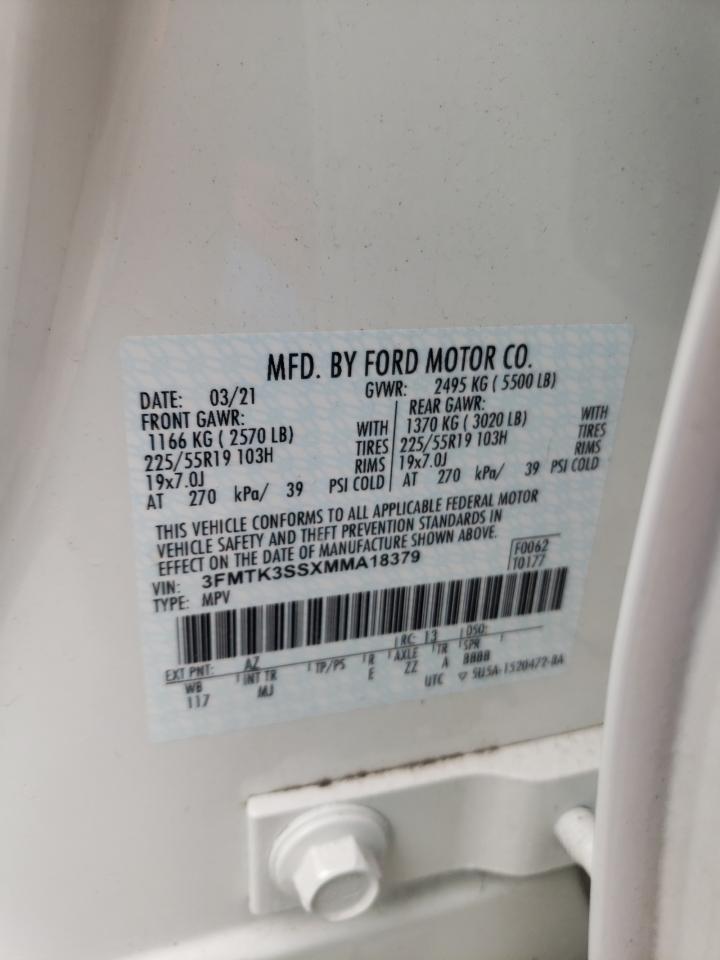 MFD. BY FORD MOTOR CO.
DATE: 03/21 GVWR: 2495 KG ( 5500 LB)
FRONT GAWR: REAR GAWR:
1166 KG ( 2570 LB) WITH 1370 KG ( 3020 LB) WITH
225/55R19 103H TIRES 225/55R19 103H TIRES
19x7.0J RIMS 19x7.0J RIMS
AT 270 kPa/ 39 PSI COLD AT 270 kPa/ 39 PSI COLD
THIS VEHICLE CONFORMS TO ALL APPLICABLE FEDERAL MOTOR
VEHICLE SAFETY AND THEFT PREVENTION STANDARDS IN
EFFECT ON THE DATE OF MANUFACTURE SHOWN ABOVE.
VIN: 3FMTK3SSXMMA18379 F0062
TYPE: MPV T0177
EXT PNT: AZ RC: 13 DSO:
WB INT TR TP/PS R AXLE TR SPR
117 MJ E ZZ A BBBB
UTC 5U5A-1520472-BA